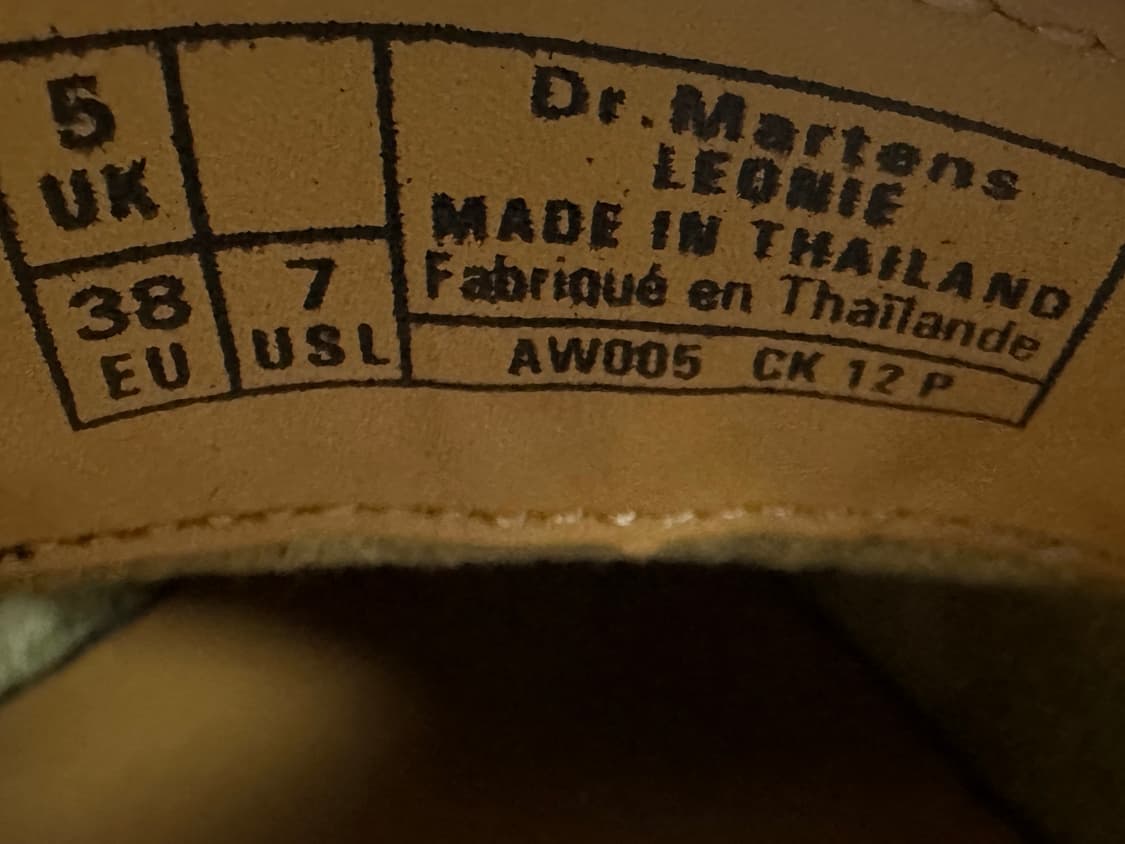 5
UK
38
EU
7
USL
Dr. Martens
LEONIE
MADE IN THAILAND
Fabriqué en Thaïlande
AW005 CK 12 P